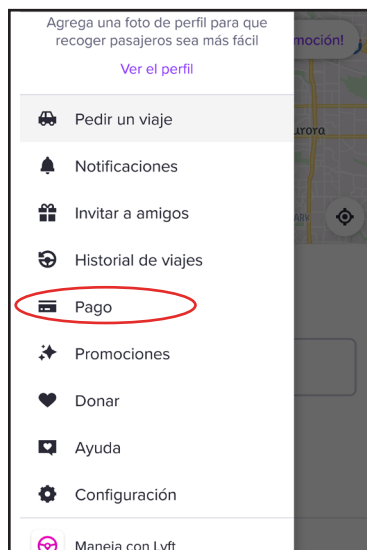 Agrega una foto de perfil para que
recoger pasajeros sea más fácil
moción!
Ver el perfil
Pedir un viaje
urora
Notificaciones
Invitar a amigos
Historial de viajes
Pago
Promociones
Donar
Ayuda
Configuración
Maneja con Lyft